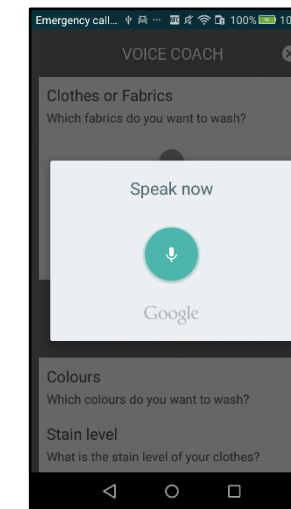 Emergency call... 100% 10
VOICE COACH
Clothes or Fabrics
Which fabrics do you want to wash?
Speak now
Google
Colours
Which colours do you want to wash?
Stain level
What is the stain level of your clothes?